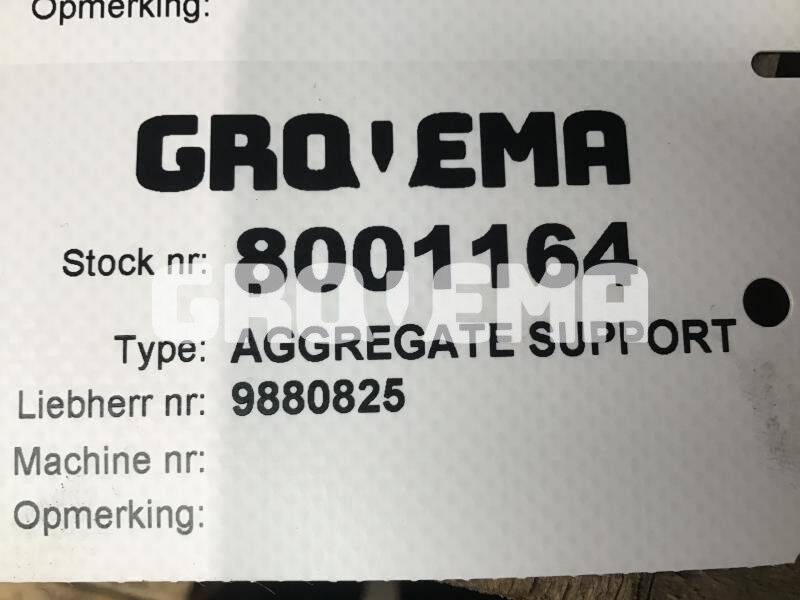 Opmerking:
GROVEMA
Stock nr: 8001164
GROVEMA
Type: AGGREGATE SUPPORT
Liebherr nr: 9880825
Machine nr:
Opmerking: